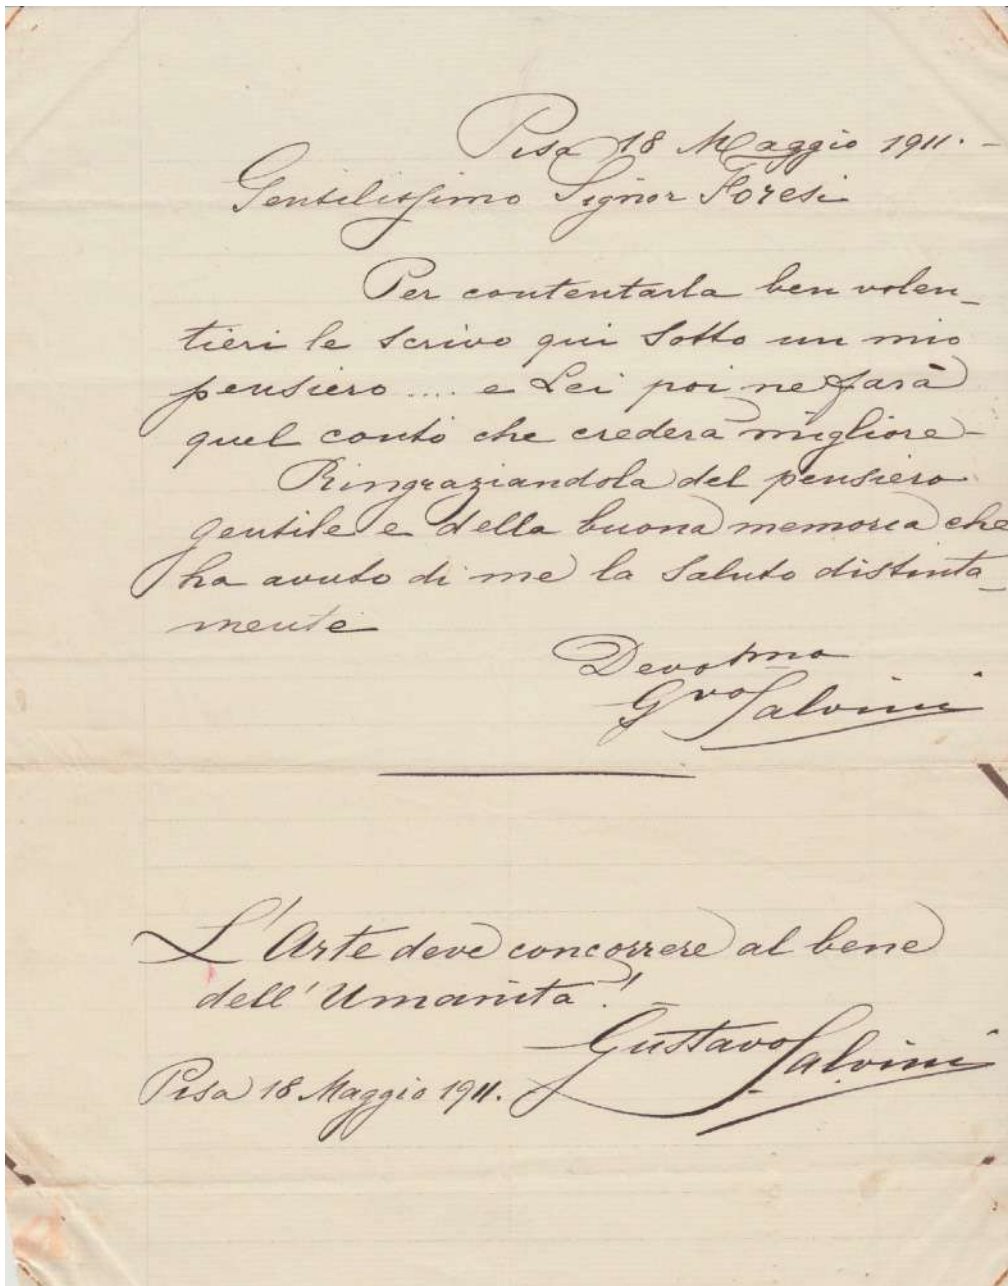 Pisa 18 Maggio 1911. -
Gentilissimo Signor Foresi
Per contentarla ben volen_
tieri le scrivo qui sotto un mio
pensiero .... e Lei poi ne farà
quel conto che crederà migliore -
Ringraziandola del pensiero
gentile e della buona memoria che
ha avuto di me la saluto distinta_
mente
Devotmo
Gvo Salvini
L'Arte deve concorrere al bene
dell'Umanità!
Gustavo Salvini
Pisa 18 Maggio 1911.